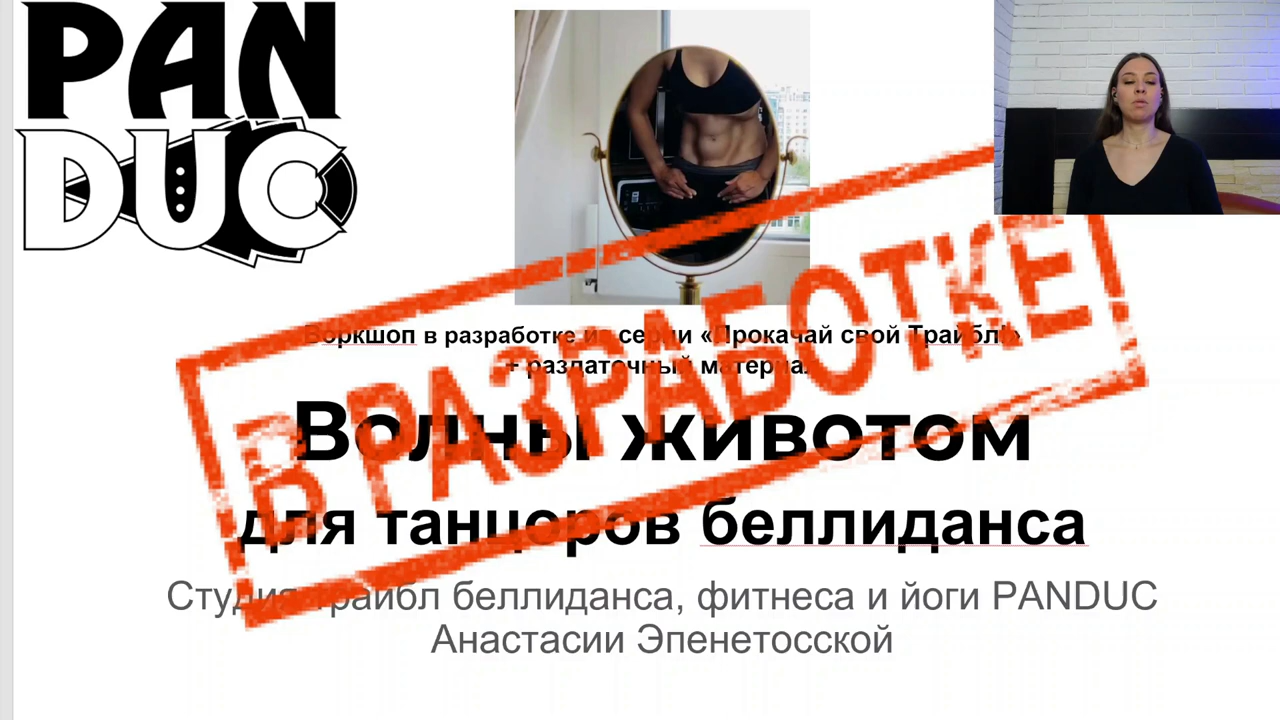 PAN
DUC
Воркшоп в разработке из серии «Прокачай свой Трайбл!»
+ раздаточный материал
В РАЗРАБОТКЕ
Волны животом
для танцоров беллиданса
Студия трайбл беллиданса, фитнеса и йоги PANDUC
Анастасии Эпенетосской